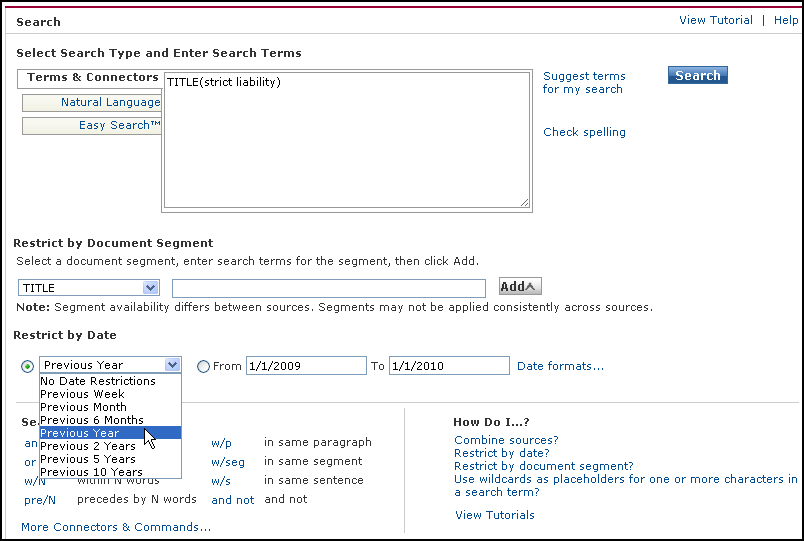 Search
View Tutorial | Help
Select Search Type and Enter Search Terms
Terms & Connectors
Natural Language
Easy Search™
TITLE(strict liability)
Suggest terms
for my search
Check spelling
Search
Restrict by Document Segment
Select a document segment, enter search terms for the segment, then click Add.
TITLE
Add
Note: Segment availability differs between sources. Segments may not be applied consistently across sources.
Restrict by Date
Previous Year
From 1/1/2009 To 1/1/2010 Date formats...
No Date Restrictions
Previous Week
Previous Month
Previous 6 Months
Previous Year
Previous 2 Years
Previous 5 Years
Previous 10 Years
w/p in same paragraph
or w/seg in same segment
w/N within N words w/s in same sentence
pre/N precedes by N words and not and not
More Connectors & Commands...
How Do I...?
Combine sources?
Restrict by date?
Restrict by document segment?
Use wildcards as placeholders for one or more characters in
a search term?
View Tutorials